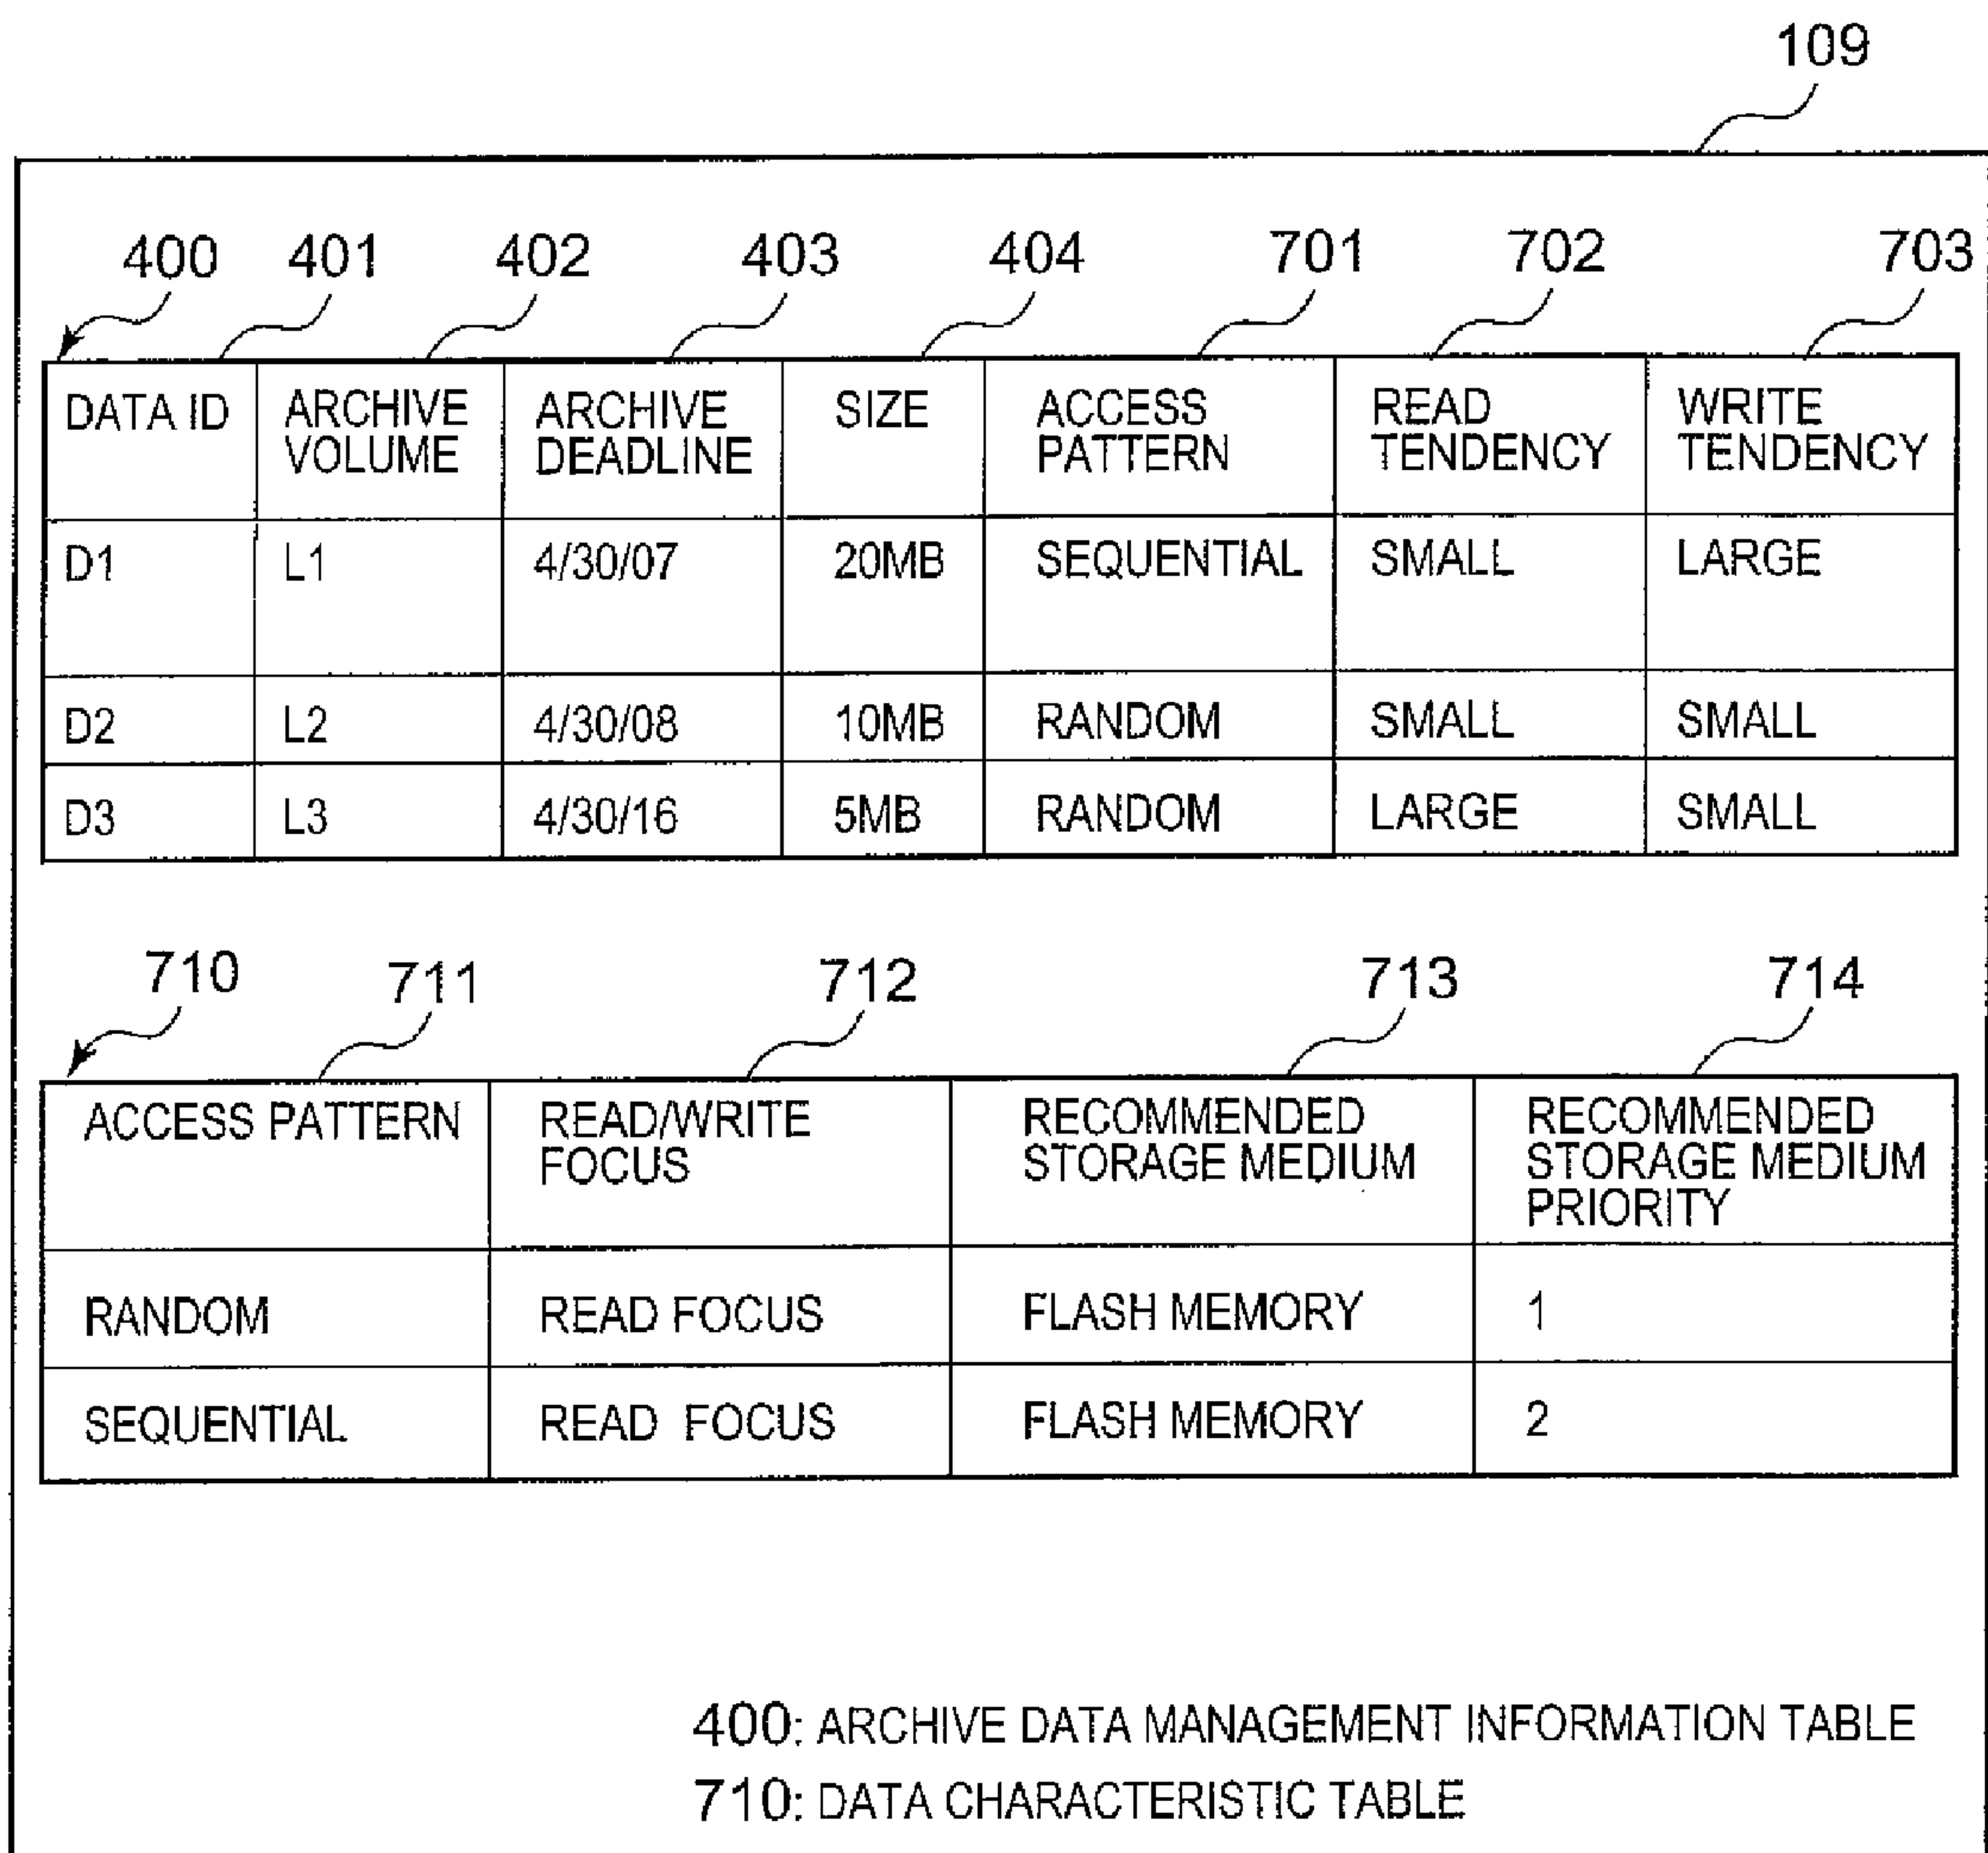 109
400 401 402 403 404 701 702 703
DATA ID ARCHIVE VOLUME ARCHIVE DEADLINE SIZE ACCESS PATTERN READ TENDENCY WRITE TENDENCY
D1 L1 4/30/07 20MB SEQUENTIAL SMALL LARGE
D2 L2 4/30/08 10MB RANDOM SMALL SMALL
D3 L3 4/30/16 5MB RANDOM LARGE SMALL
710 711 712 713 714
ACCESS PATTERN READ/WRITE FOCUS RECOMMENDED STORAGE MEDIUM RECOMMENDED STORAGE MEDIUM PRIORITY
RANDOM READ FOCUS FLASH MEMORY 1
SEQUENTIAL READ FOCUS FLASH MEMORY 2
400: ARCHIVE DATA MANAGEMENT INFORMATION TABLE
710: DATA CHARACTERISTIC TABLE